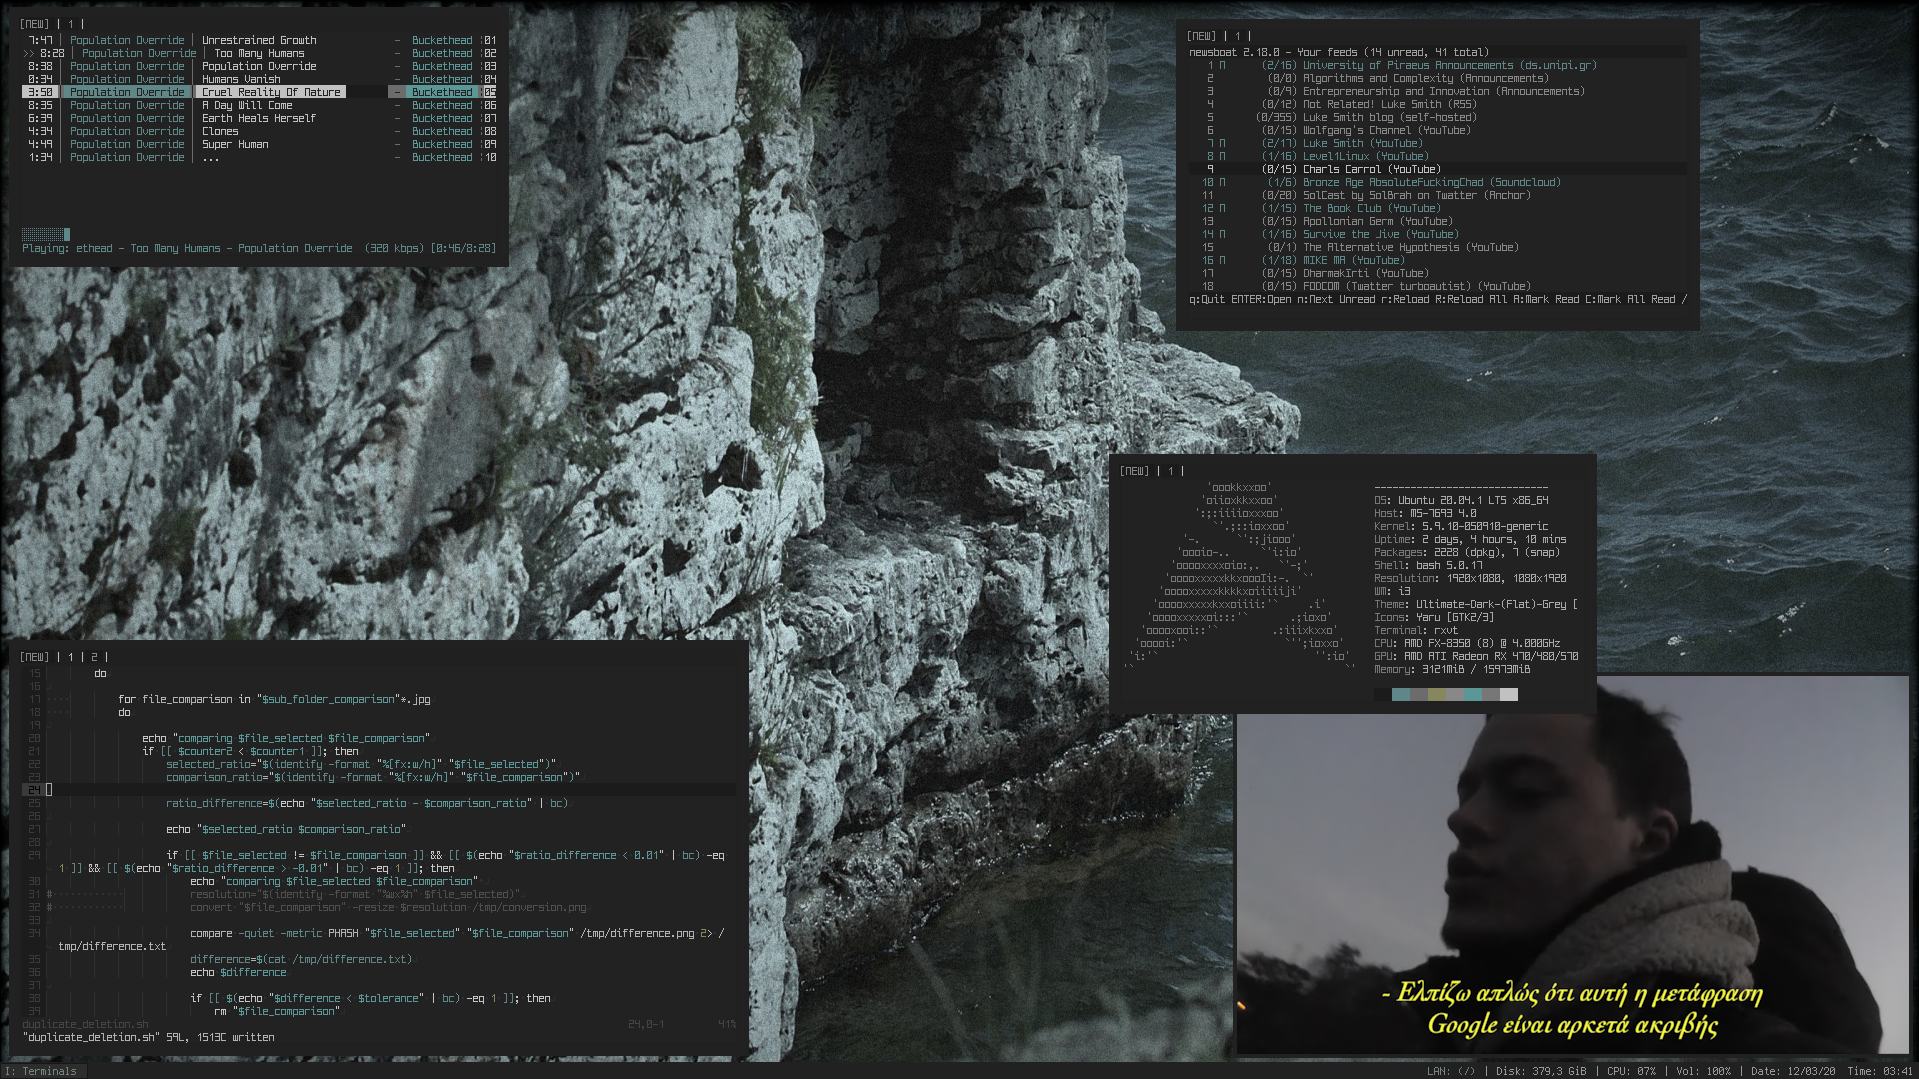 [NEW] | 1 |
7:47 | Population Override | Unrestrained Growth - Buckethead |01
>> 8:28 | Population Override | Too Many Humans - Buckethead |02
8:38 | Population Override | Population Override - Buckethead |03
0:34 | Population Override | Humans Vanish - Buckethead |04
3:50 | Population Override | Cruel Reality Of Nature - Buckethead |05
8:35 | Population Override | A Day Will Come - Buckethead |06
6:39 | Population Override | Earth Heals Herself - Buckethead |07
4:34 | Population Override | Clones - Buckethead |08
4:49 | Population Override | Super Human - Buckethead |09
1:34 | Population Override | ... - Buckethead |10
Playing: ethead - Too Many Humans - Population Override (320 kbps) [0:46/8:28]
[NEW] | 1 |
newsboat 2.18.0 - Your feeds (14 unread, 41 total)
1 N (2/16) University of Piraeus Announcements (ds.unipi.gr)
2 (0/0) Algorithms and Complexity (Announcements)
3 (0/9) Entrepreneurship and Innovation (Announcements)
4 (0/12) Not Related! Luke Smith (RSS)
5 (0/355) Luke Smith blog (self-hosted)
6 (0/15) Wolfgang's Channel (YouTube)
7 N (2/17) Luke Smith (YouTube)
8 N (1/16) Level1Linux (YouTube)
9 (0/15) Charls Carrol (YouTube)
10 N (1/6) Bronze Age AbsoluteFuckingChad (Soundcloud)
11 (0/20) SolCast by SolBrah on Twatter (Anchor)
12 N (1/15) The Book Club (YouTube)
13 (0/15) Apollonian Germ (YouTube)
14 N (1/16) Survive the Jive (YouTube)
15 (0/1) The Alternative Hypothesis (YouTube)
16 N (1/18) MIKE MA (YouTube)
17 (0/15) DharmakIrti (YouTube)
18 (0/15) FODCOM (Twatter turboautist) (YouTube)
q:Quit ENTER:Open n:Next Unread r:Reload R:Reload All A:Mark Read C:Mark All Read /
[NEW] | 1 |
'oookkxxoo'
'oiioxkkxxoo'
':;:iiiioxxxoo'
`'.;::ioxxoo'
'-. `':;jiooo'
'oooio-.. `'i:io'
'ooooxxxxoio:,. `'-;'
'ooooxxxxxkkxoooIi:-. `'
'ooooxxxxxkkkkxoiiiiiji'
'ooooxxxxxkxxoiiii:'` .i'
'ooooxxxxxoi:::'` .;ioxo'
'ooooxooi::'` .:iiixkxxo'
'ooooi:'` `'';ioxxo'
'i:'` '':io'
'` `'
-----------------------------
OS: Ubuntu 20.04.1 LTS x86_64
Host: MS-7693 4.0
Kernel: 5.9.10-050910-generic
Uptime: 2 days, 4 hours, 10 mins
Packages: 2228 (dpkg), 7 (snap)
Shell: bash 5.0.17
Resolution: 1920x1080, 1080x1920
WM: i3
Theme: Ultimate-Dark-(Flat)-Grey [
Icons: Yaru [GTK2/3]
Terminal: rxvt
CPU: AMD FX-8350 (8) @ 4.000GHz
GPU: AMD ATI Radeon RX 470/480/570
Memory: 3121MiB / 15973MiB
[NEW] | 1 | 2 |
15 do
16
17 for file_comparison in "$sub_folder_comparison"*.jpg
18 do
19
20 echo "comparing $file_selected $file_comparison"
21 if [[ $counter2 < $counter1 ]]; then
22 selected_ratio="$(identify -format "%[fx:w/h]" "$file_selected")"
23 comparison_ratio="$(identify -format "%[fx:w/h]" "$file_comparison")"
24
25 ratio_difference=$(echo "$selected_ratio - $comparison_ratio" | bc)
26
27 echo "$selected_ratio $comparison_ratio"
28
29 if [[ $file_selected != $file_comparison ]] && [[ $(echo "$ratio_difference < 0.01" | bc) -eq
1 ]] && [[ $(echo "$ratio_difference > -0.01" | bc) -eq 1 ]]; then
30 echo "comparing $file_selected $file_comparison"
31 # resolution="$(identify -format "%wx%h" $file_selected)"
32 # convert "$file_comparison" -resize $resolution /tmp/conversion.png
33
34 compare -quiet -metric PHASH "$file_selected" "$file_comparison" /tmp/difference.png 2> /
tmp/difference.txt
35 difference=$(cat /tmp/difference.txt)
36 echo $difference
37
38 if [[ $(echo "$difference < $tolerance" | bc) -eq 1 ]]; then
39 rm "$file_comparison"
duplicate_deletion.sh 24,0-1 41%
"duplicate_deletion.sh" 59L, 1513C written
- Ελπίζω απλώς ότι αυτή η μετάφραση
Google είναι αρκετά ακριβής
I: Terminals
LAN: (/) | Disk: 379,3 GiB | CPU: 07% | Vol: 100% | Date: 12/03/20 Time: 03:41